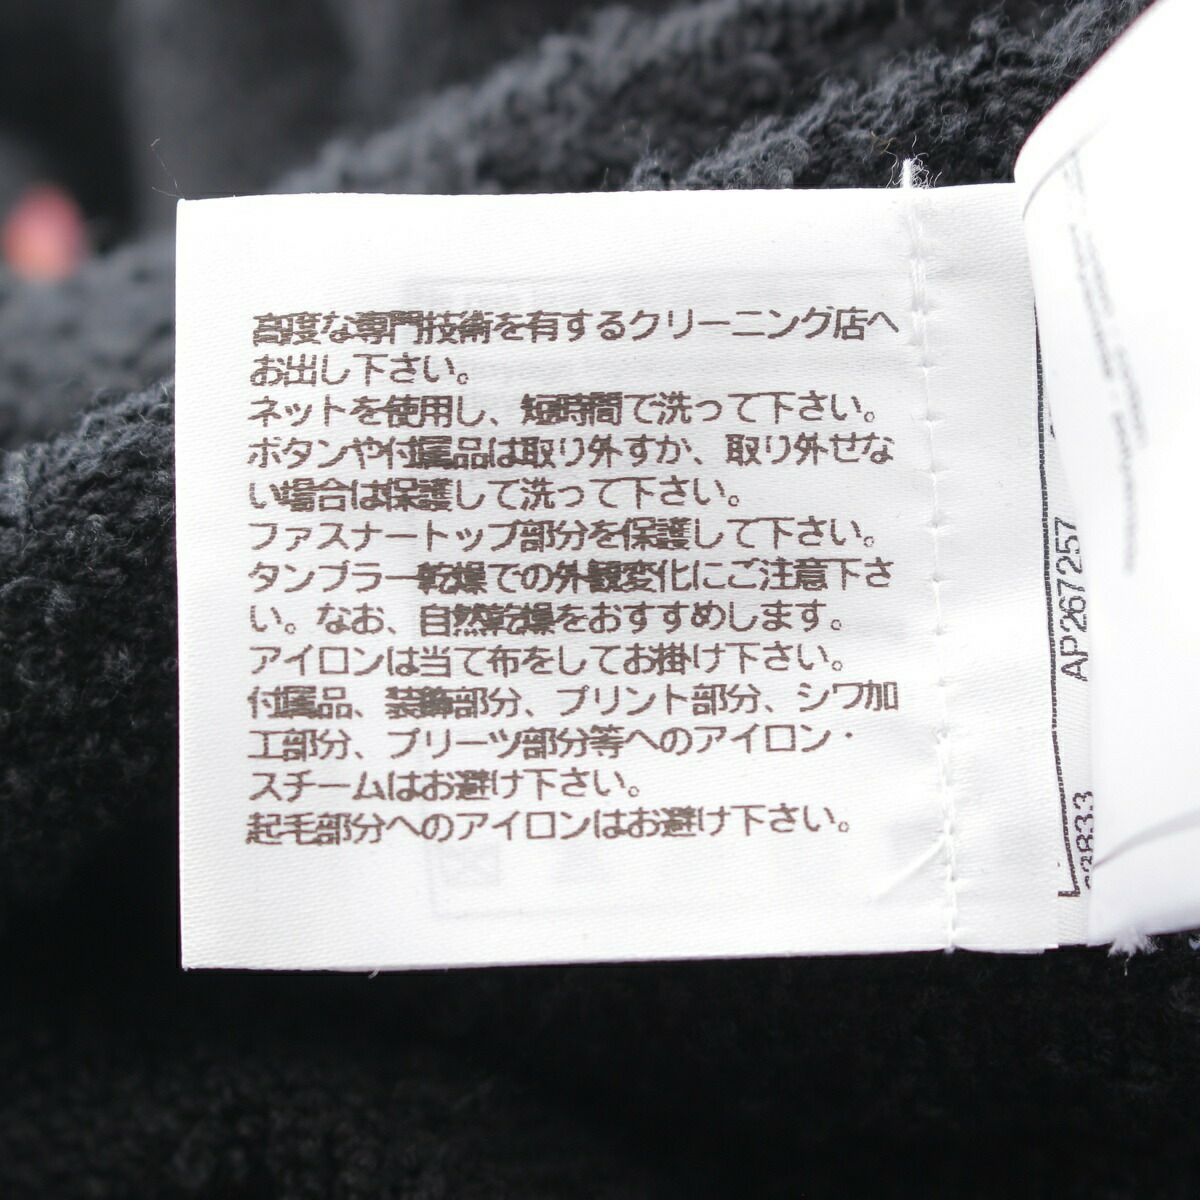 高度な専門技術を有するクリーニング店へ
お出し下さい。
ネットを使用し、短時間で洗って下さい。
ボタンや付属品は取り外すか、取り外せな
い場合は保護して洗って下さい。
ファスナートップ部分を保護して下さい。
タンブラー乾燥での外観変化にご注意下さ
い。なお、自然乾燥をおすすめします。
アイロンは当て布をしてお掛け下さい。
付属品、装飾部分、プリント部分、シワ加
工部分、プリーツ部分等へのアイロン・
スチームはお避け下さい。
起毛部分へのアイロンはお避け下さい。
AP267257